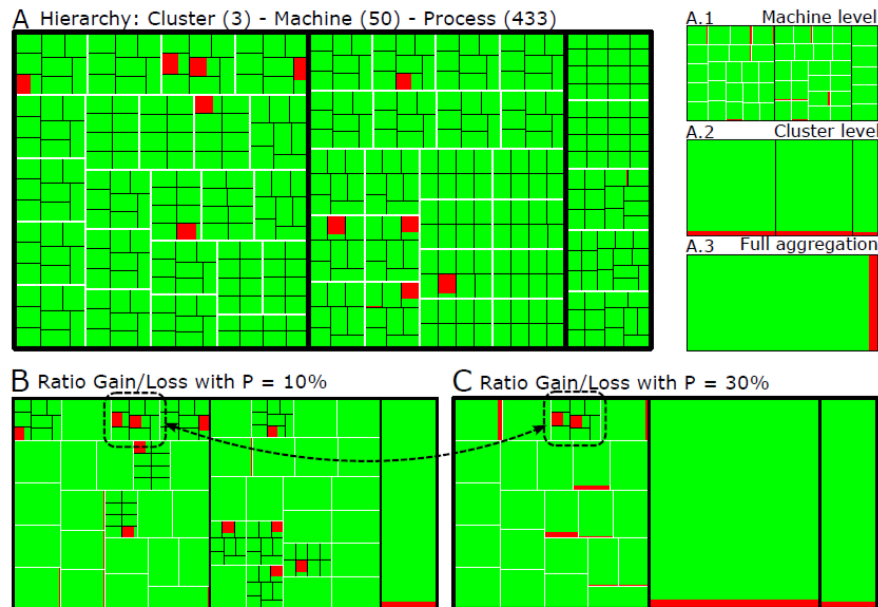 A Hierarchy: Cluster (3) - Machine (50) - Process (433)
A.1 Machine level
A.2 Cluster level
A.3 Full aggregation
B Ratio Gain/Loss with P = 10%
C Ratio Gain/Loss with P = 30%